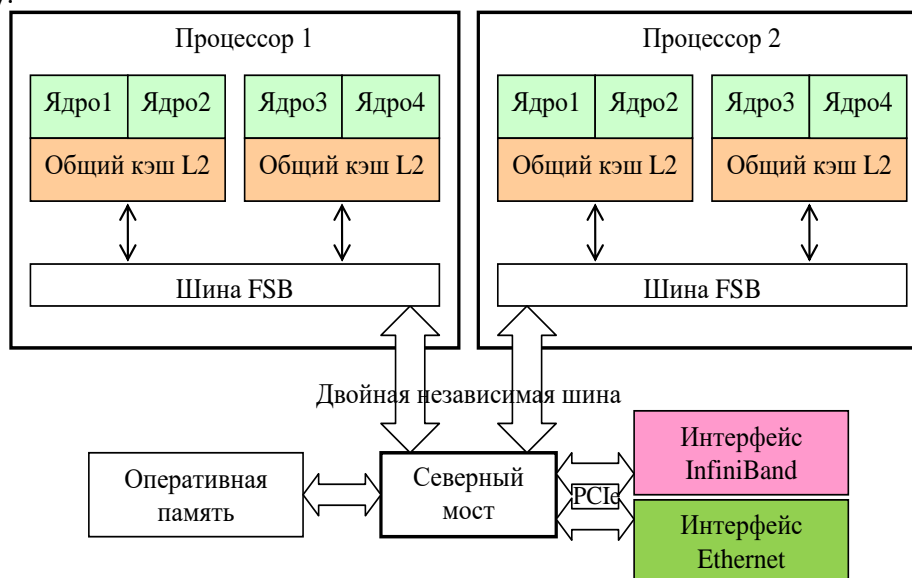 у.
Процессор 1
Процессор 2
Ядро1 Ядро2 Ядро3 Ядро4
Ядро1 Ядро2 Ядро3 Ядро4
Общий кэш L2 Общий кэш L2
Общий кэш L2 Общий кэш L2
Шина FSB
Шина FSB
Двойная независимая шина
Оперативная
память
Северный
мост
PCIe
Интерфейс
InfiniBand
Интерфейс
Ethernet